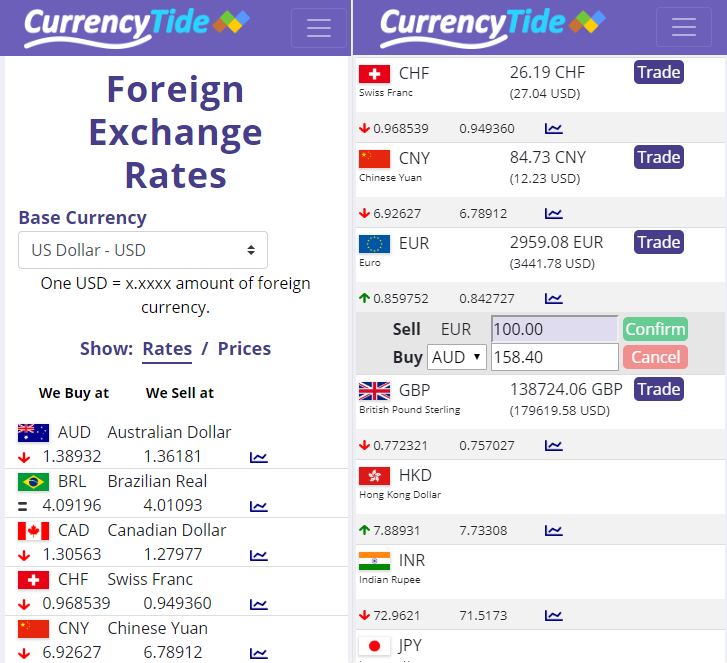 CurrencyTide
Foreign
Exchange
Rates
Base Currency
US Dollar - USD
One USD = x.xxxx amount of foreign
currency.
Show: Rates / Prices
We Buy at We Sell at
AUD Australian Dollar
1.38932 1.36181
BRL Brazilian Real
= 4.09196 4.01093
CAD Canadian Dollar
1.30563 1.27977
CHF Swiss Franc
0.968539 0.949360
CNY Chinese Yuan
6.92627 6.78912
CurrencyTide
CHF 26.19 CHF Trade
Swiss Franc (27.04 USD)
0.968539 0.949360
CNY 84.73 CNY Trade
Chinese Yuan (12.23 USD)
6.92627 6.78912
EUR 2959.08 EUR Trade
Euro (3441.78 USD)
0.859752 0.842727
Sell EUR 100.00 Confirm
Buy AUD 158.40 Cancel
GBP 138724.06 GBP Trade
British Pound Sterling (179619.58 USD)
0.772321 0.757027
HKD
Hong Kong Dollar
7.88931 7.73308
INR
Indian Rupee
72.9621 71.5173
JPY